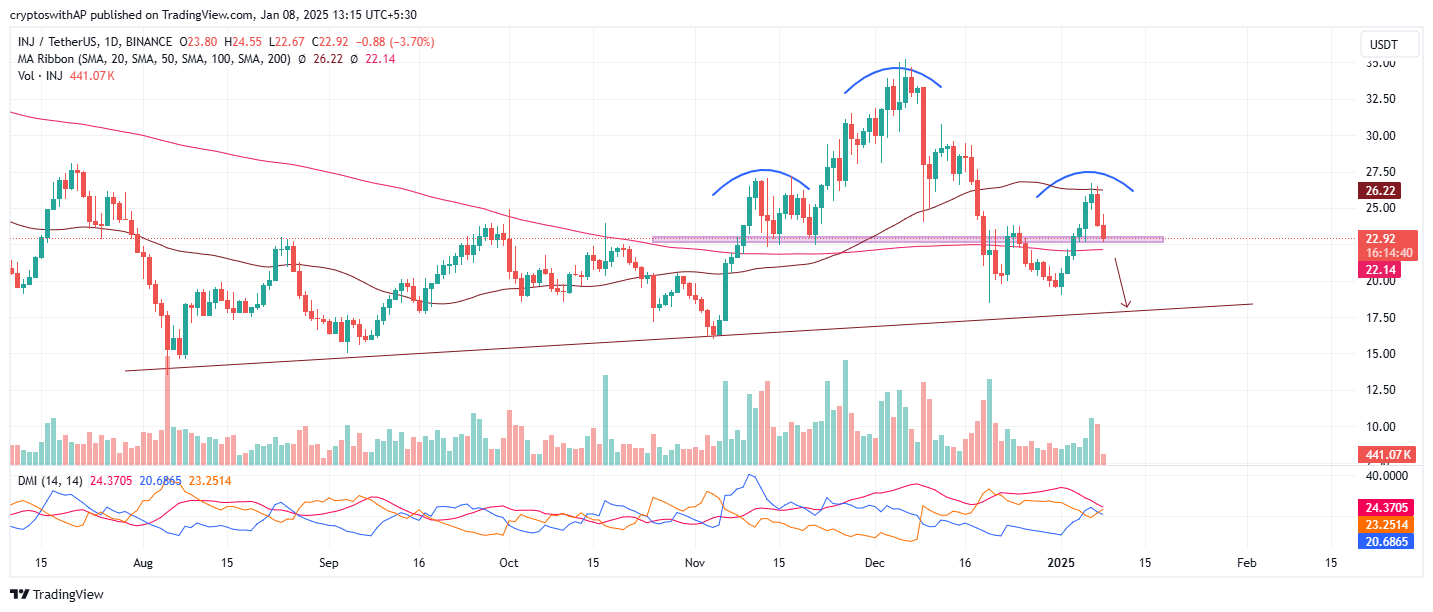 cryptoswithAP published on TradingView.com, Jan 08, 2025 13:15 UTC+5:30
INJ / TetherUS, 1D, BINANCE O23.80 H24.55 L22.67 C22.92 −0.88 (−3.70%)
USDT
MA Ribbon (SMA, 20, SMA, 50, SMA, 100, SMA, 200) Ø 26.22 Ø 22.14
Vol · INJ 441.07 K
35.00
32.50
30.00
27.50
26.22
25.00
22.92
16:14:40
22.14
20.00
17.50
15.00
12.50
10.00
441.07 K
DMI (14, 14) 24.3705 20.6865 23.2514
40.0000
24.3705
23.2514
20.6865
15 Aug 15 Sep 16 Oct 15 Nov 15 Dec 16 2025 15 Feb 15
TradingView